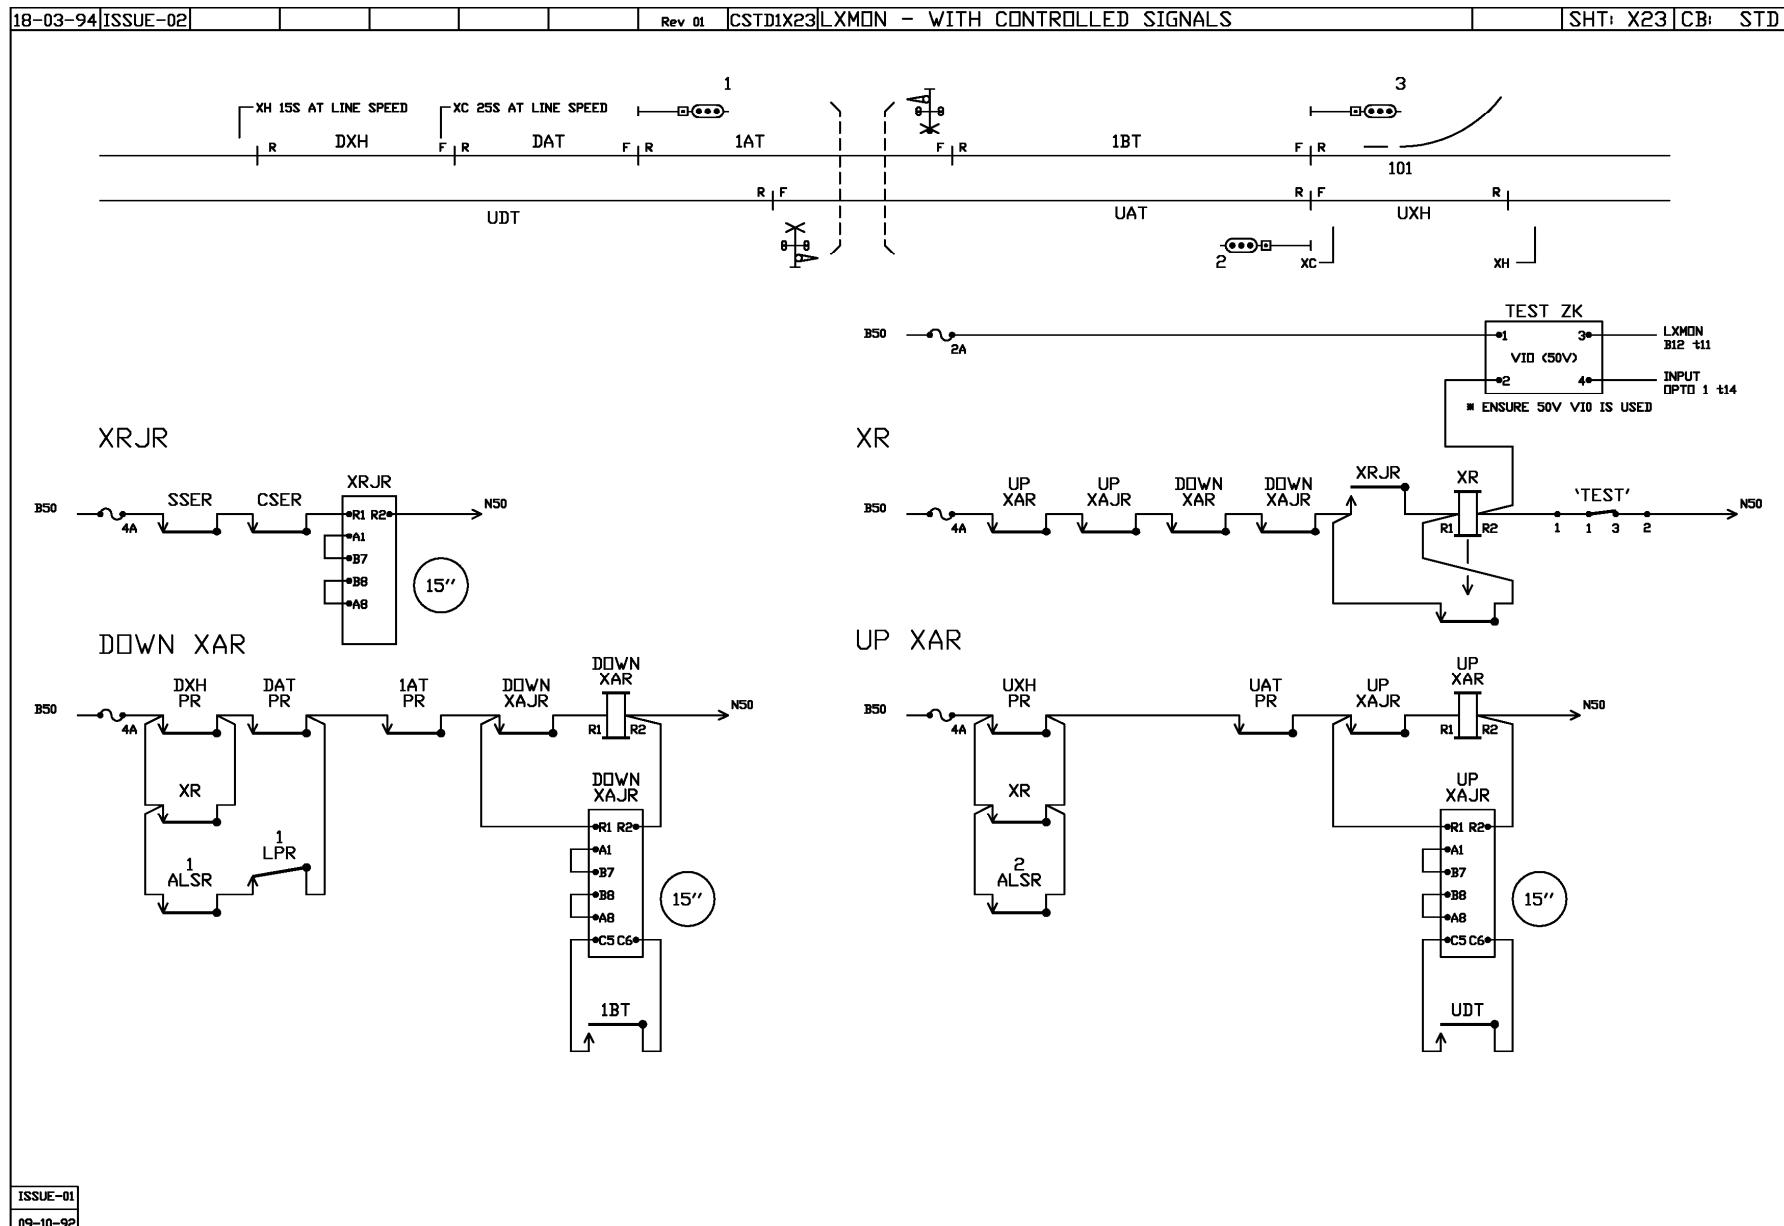 18-03-94 ISSUE-02 Rev 01 CSTD1X23 LXMON - WITH CONTROLLED SIGNALS SHT: X23 CB: STD
1 3
XH 15S AT LINE SPEED XC 25S AT LINE SPEED
R DXH F R DAT F R 1AT F R 1BT F R
101
R F R F R
UDT UAT UXH
2 XC XH
TEST ZK
B50 2A 1 3 LXMON
B12 t11
VIO (50V)
2 4 INPUT
OPTO 1 t14
* ENSURE 50V VIO IS USED
XRJR
XRJR
SSER CSER
B50 4A R1 R2 N50
A1
B7
B8
A8
15''
XR
UP
XAR
UP
XAJR
DOWN
XAR
DOWN
XAJR
XRJR
XR
'TEST'
B50 4A R1 R2 1 1 3 2 N50
DOWN XAR
DXH
PR
DAT
PR
1AT
PR
DOWN
XAJR
DOWN
XAR
B50 4A R1 R2 N50
XR
1
ALSR
1
LPR
DOWN
XAJR
R1 R2
A1
B7
B8
A8
C5 C6
15''
1BT
UP XAR
UXH
PR
UAT
PR
UP
XAJR
UP
XAR
B50 4A R1 R2 N50
XR
2
ALSR
UP
XAJR
R1 R2
A1
B7
B8
A8
C5 C6
15''
UDT
ISSUE-01
09-10-92